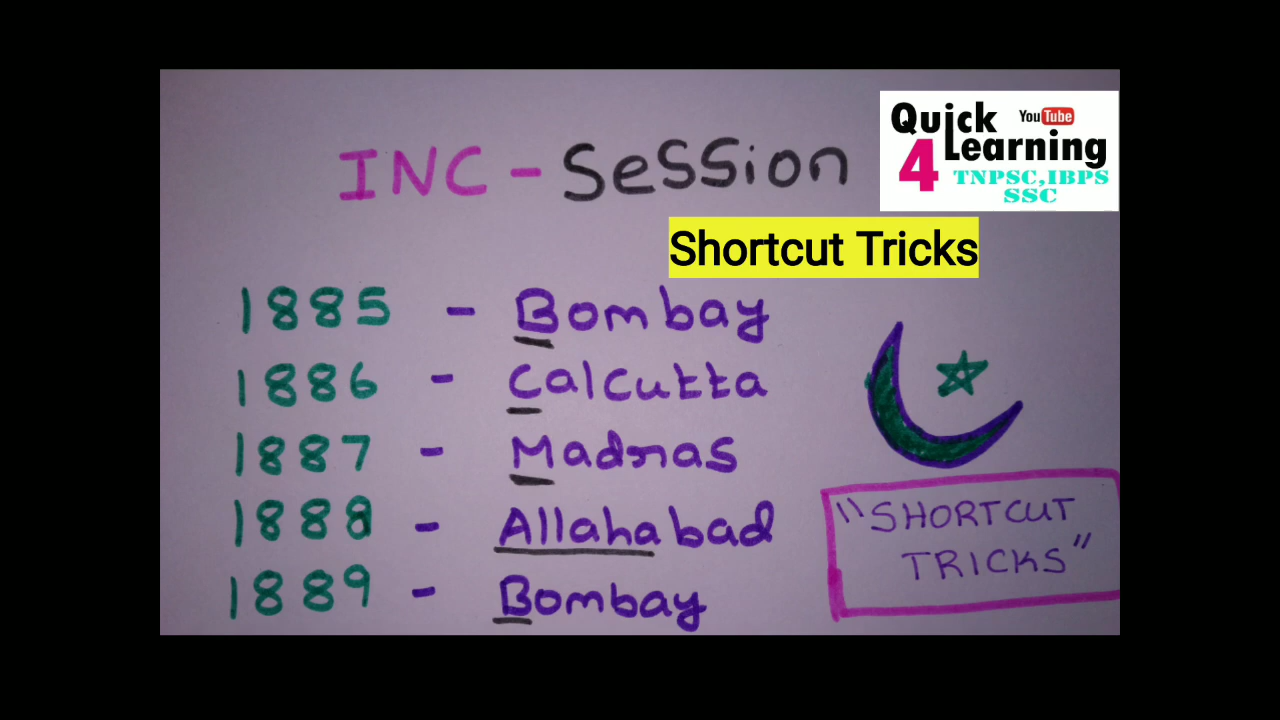 INC - SeSSion
Quick
YouTube
4 Learning
TNPSC,IBPS
SSC
Shortcut Tricks
1885 - Bombay
1886 - Calcutta
1887 - Madras
1888 - Allahabad
1889 - Bombay
"SHORTCUT
TRICKS"